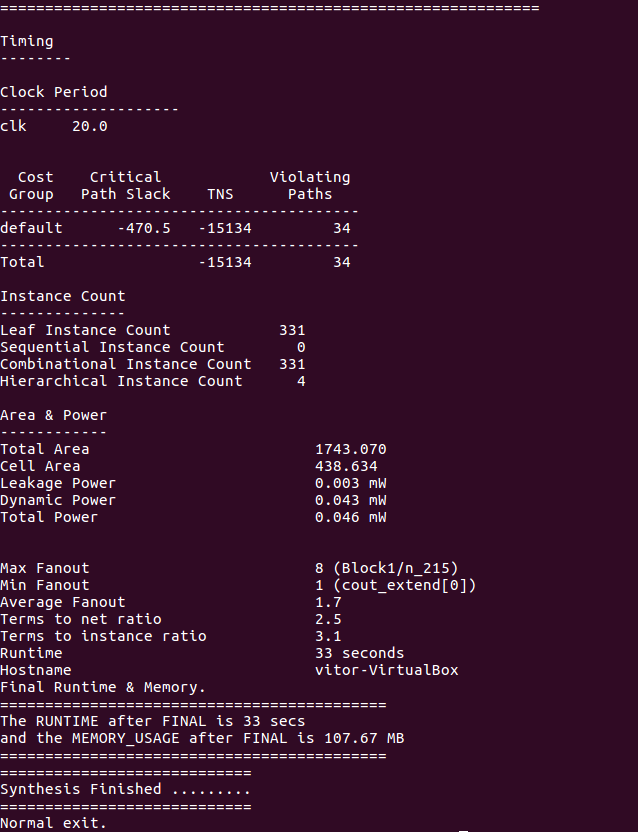 ============================================================
Timing
--------
Clock Period
--------------------
clk     20.0
  Cost    Critical            Violating
 Group   Path Slack    TNS      Paths
----------------------------------------
default      -470.5   -15134         34
----------------------------------------
Total                 -15134         34
Instance Count
--------------
Leaf Instance Count            331
Sequential Instance Count        0
Combinational Instance Count   331
Hierarchical Instance Count      4
Area & Power
------------
Total Area                         1743.070
Cell Area                          438.634
Leakage Power                      0.003 mW
Dynamic Power                      0.043 mW
Total Power                        0.046 mW
Max Fanout                         8 (Block1/n_215)
Min Fanout                         1 (cout_extend[0])
Average Fanout                     1.7
Terms to net ratio                 2.5
Terms to instance ratio            3.1
Runtime                            33 seconds
Hostname                           vitor-VirtualBox
Final Runtime & Memory.
===========================================
The RUNTIME after FINAL is 33 secs
and the MEMORY_USAGE after FINAL is 107.67 MB
===========================================
============================
Synthesis Finished .........
============================
Normal exit.